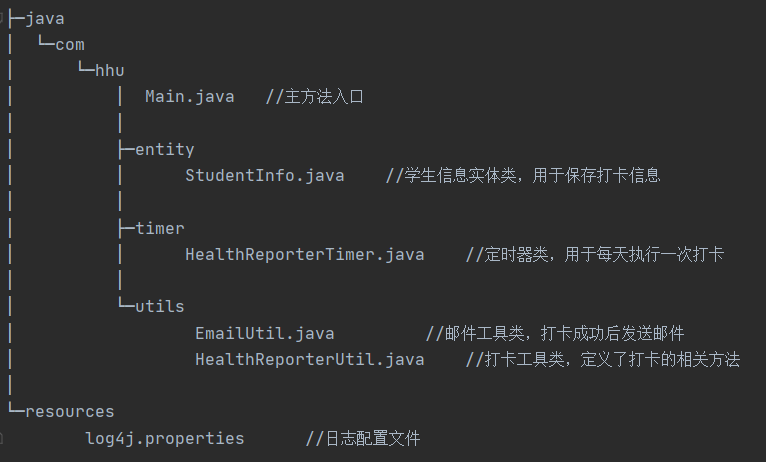 ├─java
│  └─com
│      └─hhu
│          │  Main.java   //主方法入口
│          │
│          ├─entity
│          │      StudentInfo.java    //学生信息实体类，用于保存打卡信息
│          │
│          ├─timer
│          │      HealthReporterTimer.java    //定时器类，用于每天执行一次打卡
│          │
│          └─utils
│                  EmailUtil.java         //邮件工具类，打卡成功后发送邮件
│                  HealthReporterUtil.java    //打卡工具类，定义了打卡的相关方法
│
└─resources
        log4j.properties      //日志配置文件